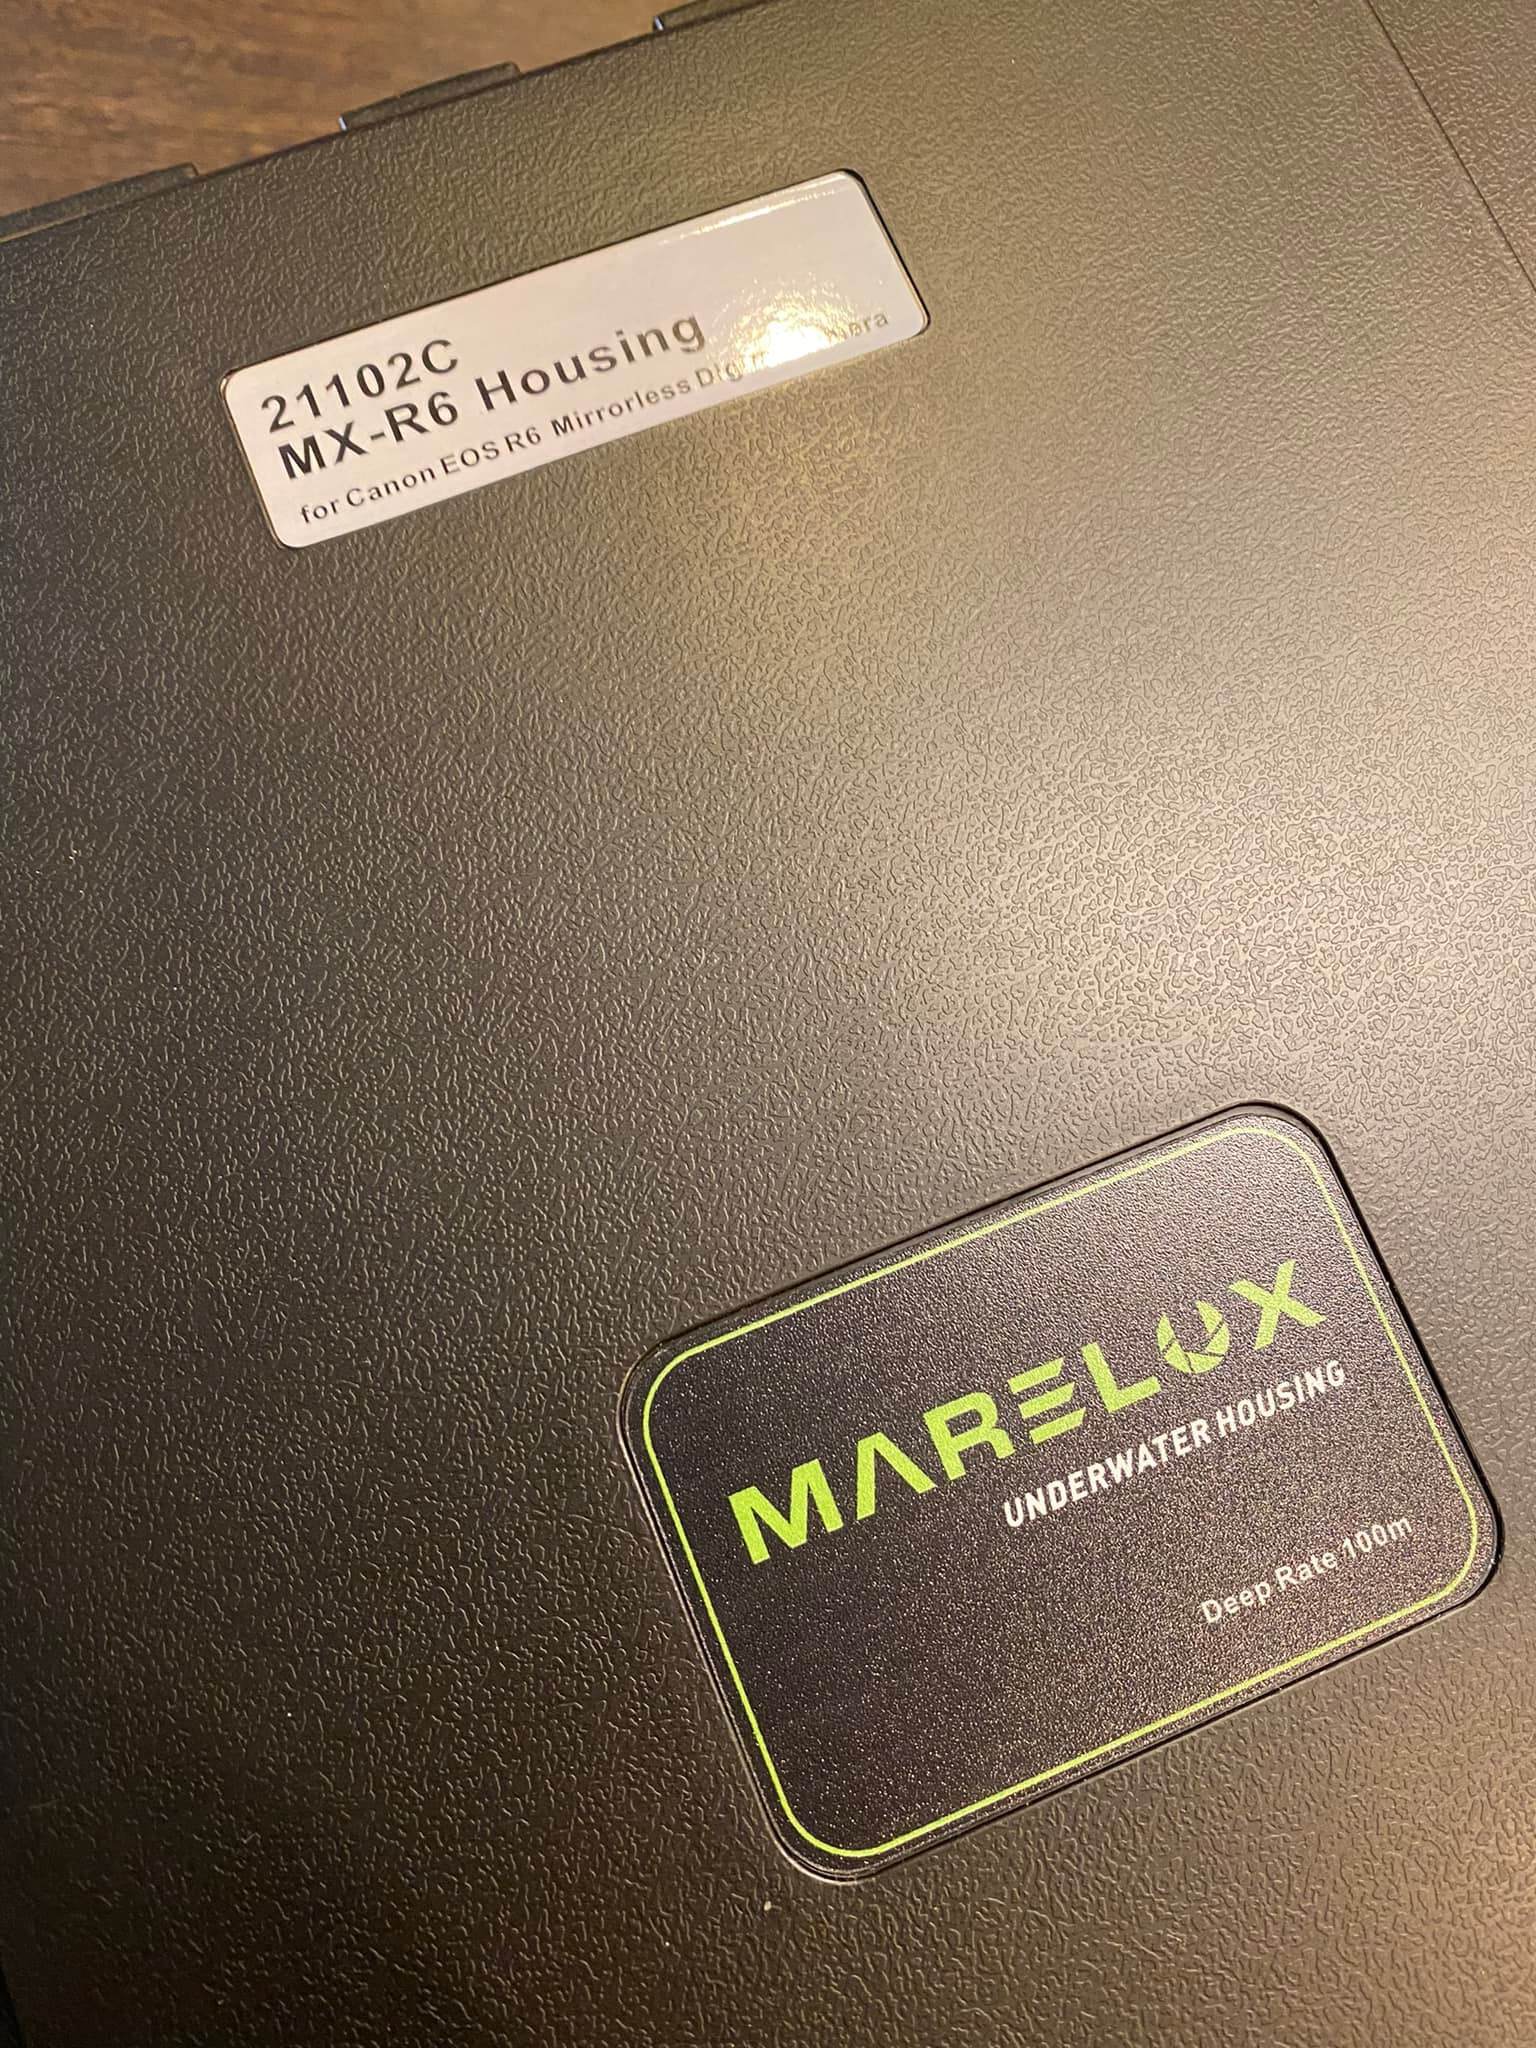 21102C
MX-R6 Housing
for Canon EOS R6 Mirrorless
MARELUX
UNDERWATER HOUSING
Deep Rate 100m